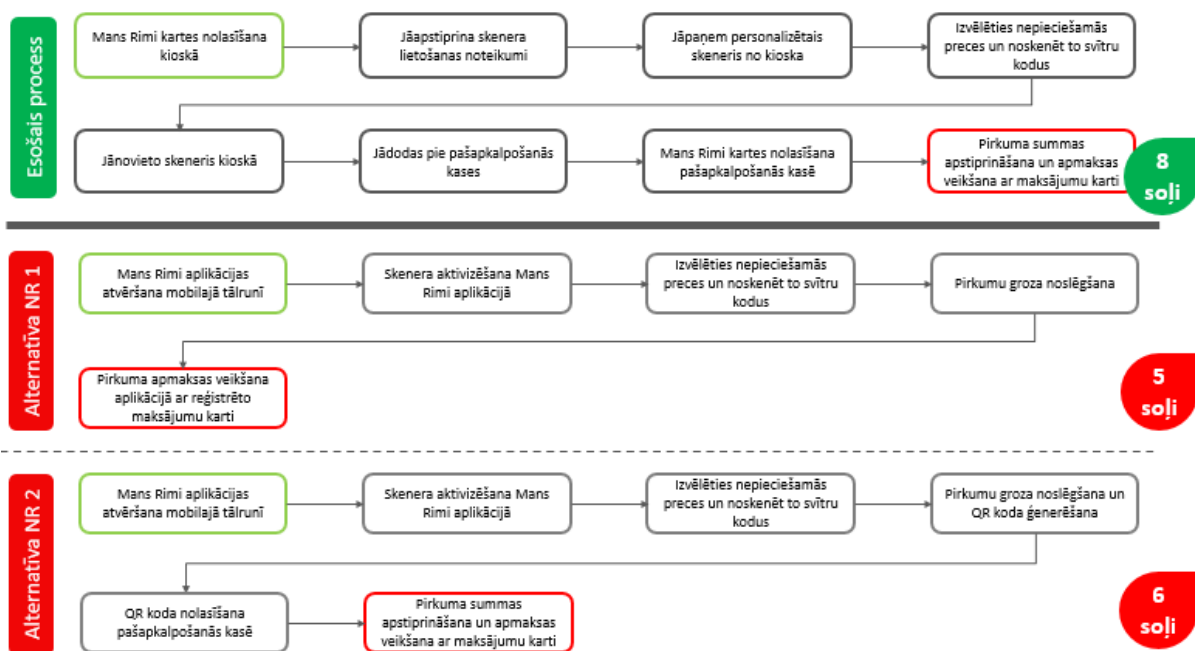 Esošais process
Mans Rimi kartes nolasīšana
kioskā
Jāapstiprina skenera
lietošanas noteikumi
Jāpaņem personalizētais
skeneris no kioska
Izvēlēties nepieciešamās
preces un noskenēt to svītru
kodus
Jānovieto skeneris kioskā
Jādodas pie pašapkalpošanās
kases
Mans Rimi kartes nolasīšana
pašapkalpošanās kasē
Pirkuma summas
apstiprināšana un apmaksas
veikšana ar maksājumu karti
8
soļi
Alternatīva NR 1
Mans Rimi aplikācijas
atvēršana mobilajā tālrunī
Skenera aktivizēšana Mans
Rimi aplikācijā
Izvēlēties nepieciešamās
preces un noskenēt to svītru
kodus
Pirkumu groza noslēgšana
Pirkuma apmaksas veikšana
aplikācijā ar reģistrēto
maksājumu karti
5
soļi
Alternatīva NR 2
Mans Rimi aplikācijas
atvēršana mobilajā tālrunī
Skenera aktivizēšana Mans
Rimi aplikācijā
Izvēlēties nepieciešamās
preces un noskenēt to svītru
kodus
Pirkumu groza noslēgšana un
QR koda ģenerēšana
QR koda nolasīšana
pašapkalpošanās kasē
Pirkuma summas
apstiprināšana un apmaksas
veikšana ar maksājumu karti
6
soļi